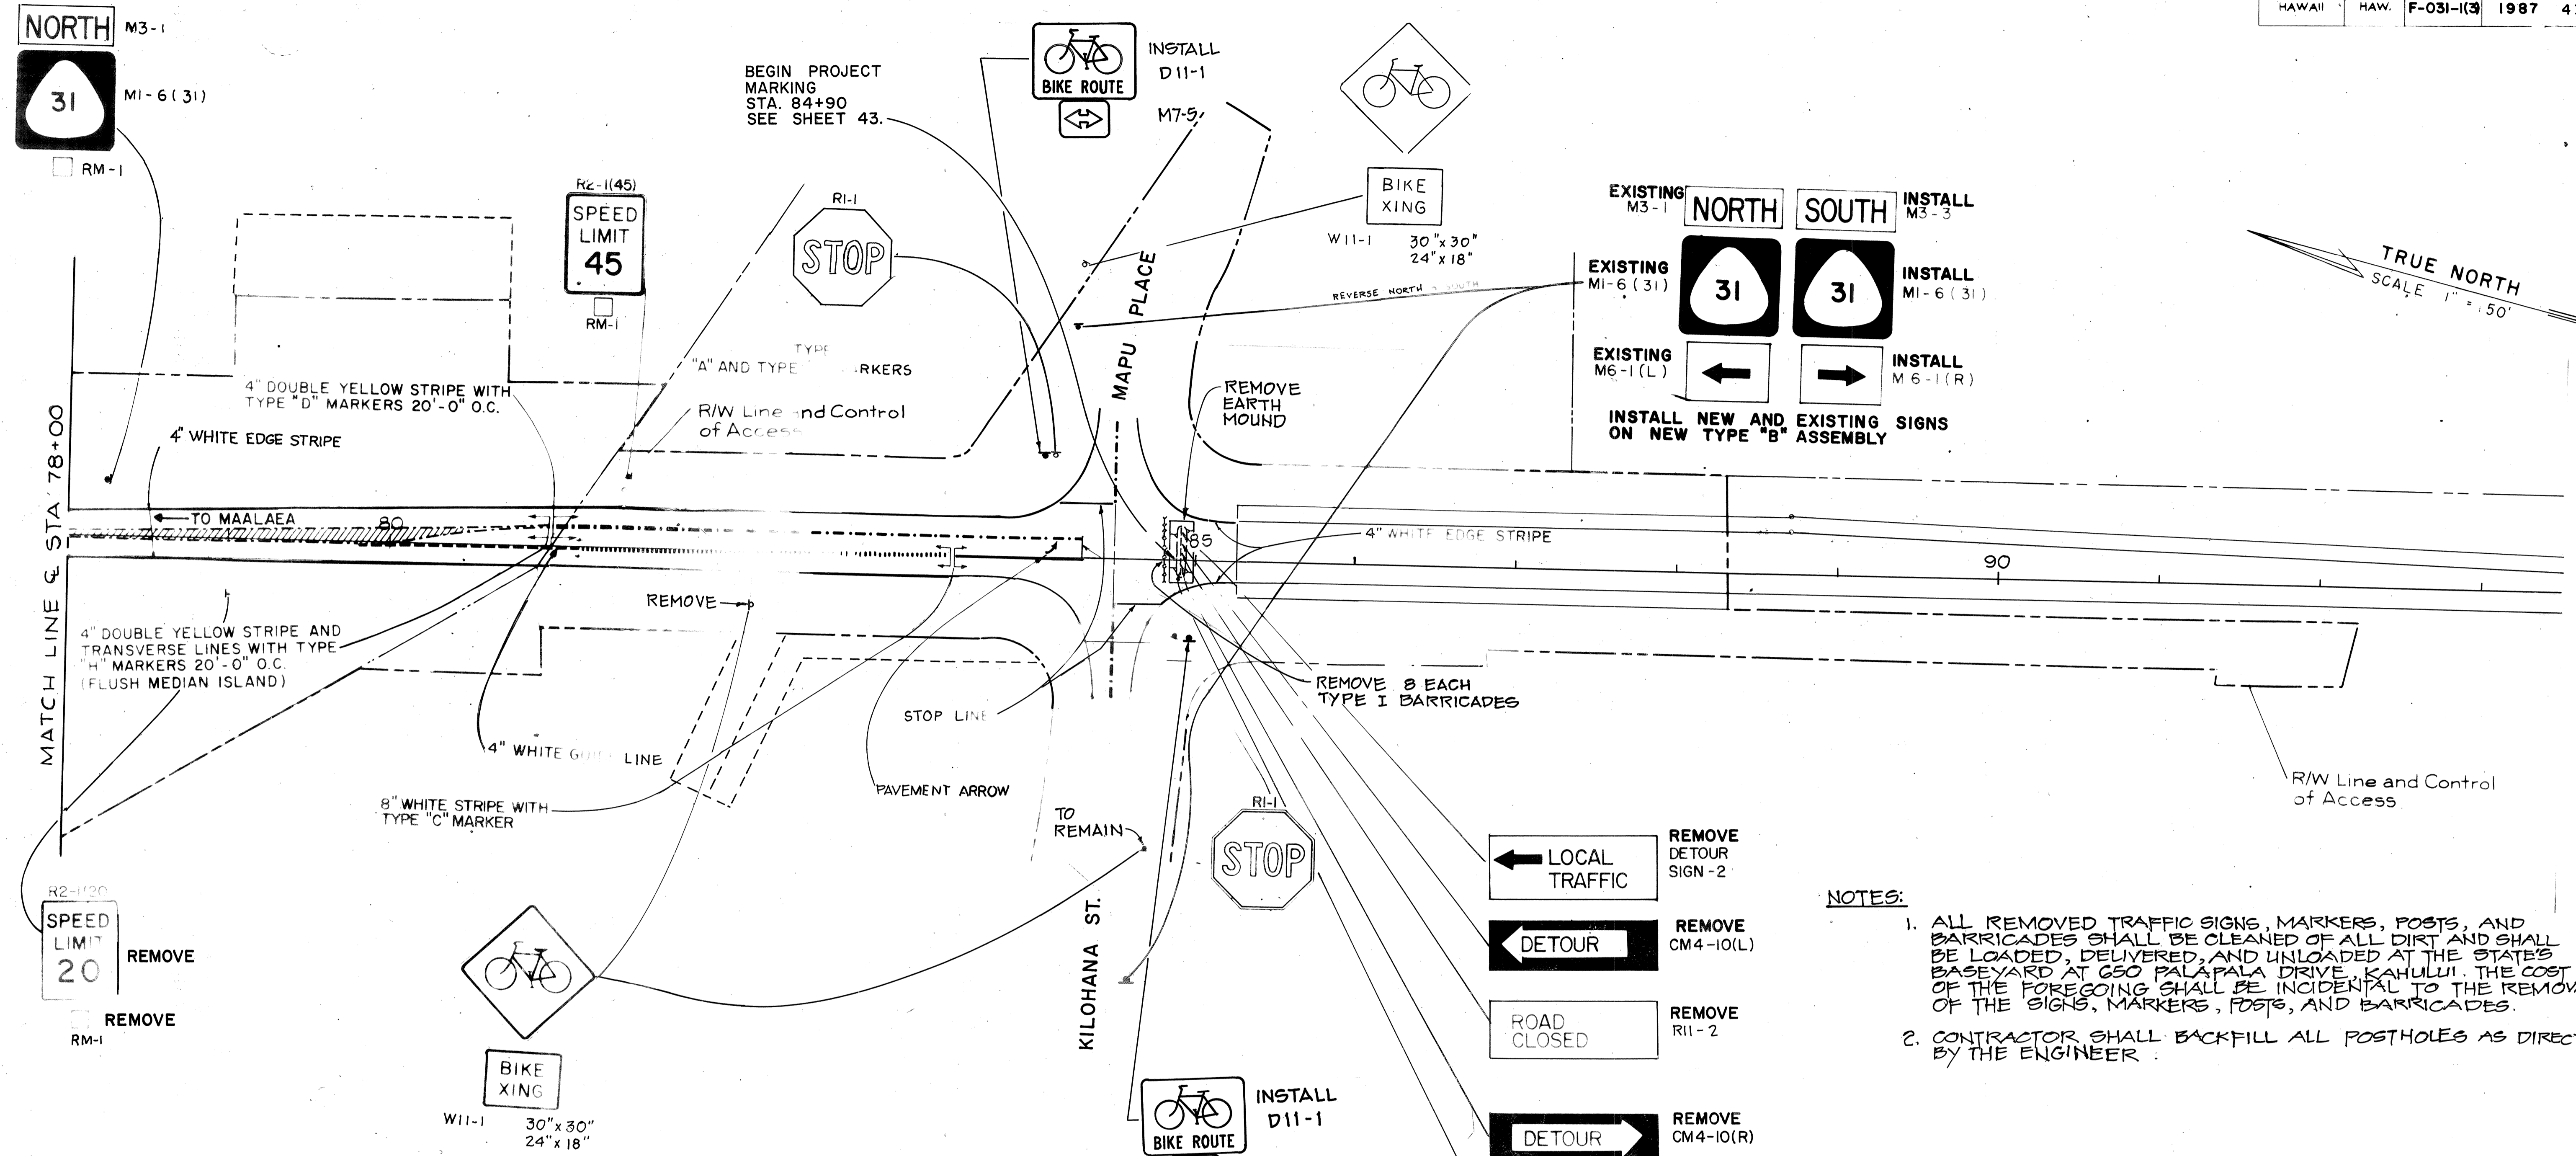 HAWAII HAW. F-031-1(3) 1987
NORTH M3-1
31 M1-6(31)
RM-1
BEGIN PROJECT
MARKING
STA. 84+90
SEE SHEET 43.
BIKE ROUTE
INSTALL
D11-1
M7-5
BIKE
XING
W11-1 30"x30"
24"x18"
R2-1(45)
SPEED
LIMIT
45
RM-1
R1-1
STOP
EXISTING
M3-1
NORTH
SOUTH
INSTALL
M3-3
EXISTING
M1-6(31)
31
31
INSTALL
M1-6(31)
EXISTING
M6-1(L)
INSTALL
M6-1(R)
INSTALL NEW AND EXISTING SIGNS
ON NEW TYPE "B" ASSEMBLY
REVERSE NORTH & SOUTH
TRUE NORTH
SCALE 1" = 50'
MAPU PLACE
TYPE
"A" AND TYPE RKERS
R/W Line and Control
of Access
4" DOUBLE YELLOW STRIPE WITH
TYPE "D" MARKERS 20'-0" O.C.
4" WHITE EDGE STRIPE
REMOVE
EARTH
MOUND
MATCH LINE ℄ STA 78+00
TO MAALAEA
80
85
4" WHITE EDGE STRIPE
90
REMOVE
4" DOUBLE YELLOW STRIPE AND
TRANSVERSE LINES WITH TYPE
"H" MARKERS 20'-0" O.C.
(FLUSH MEDIAN ISLAND)
REMOVE 8 EACH
TYPE I BARRICADES
STOP LINE
4" WHITE LINE
PAVEMENT ARROW
8" WHITE STRIPE WITH
TYPE "C" MARKER
TO
REMAIN
R/W Line and Control
of Access
R1-1
STOP
LOCAL
TRAFFIC
REMOVE
DETOUR
SIGN-2
DETOUR
REMOVE
CM4-10(L)
ROAD
CLOSED
REMOVE
R11-2
DETOUR
REMOVE
CM4-10(R)
KILOHANA ST.
R2-1(20
SPEED
LIMIT
20
REMOVE
REMOVE
RM-1
BIKE
XING
W11-1 30"x30"
24"x18"
BIKE ROUTE
INSTALL
D11-1
NOTES:
1. ALL REMOVED TRAFFIC SIGNS, MARKERS, POSTS, AND
BARRICADES SHALL BE CLEANED OF ALL DIRT AND SHALL
BE LOADED, DELIVERED, AND UNLOADED AT THE STATE'S
BASEYARD AT 650 PALAPALA DRIVE, KAHULUI. THE COST
OF THE FOREGOING SHALL BE INCIDENTAL TO THE REMOV
OF THE SIGNS, MARKERS, POSTS, AND BARRICADES.
2. CONTRACTOR SHALL BACKFILL ALL POSTHOLES AS DIREC
BY THE ENGINEER.